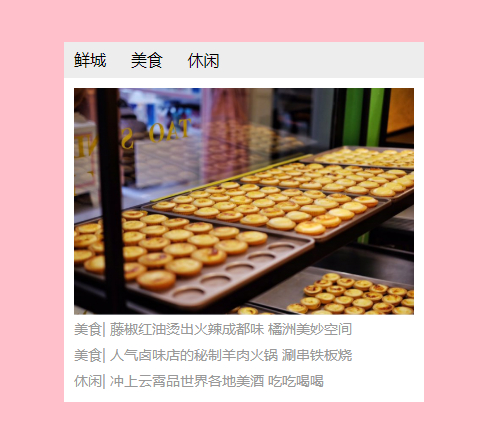 鲜城 美食 休闲
美食| 藤椒红油烫出火辣成都味 橘洲美妙空间
美食| 人气卤味店的秘制羊肉火锅 涮串铁板烧
休闲| 冲上云霄品世界各地美酒 吃吃喝喝